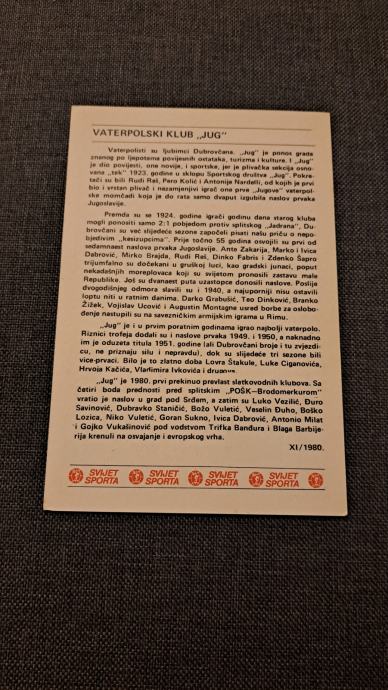 VATERPOLSKI KLUB „JUG"
Vaterpolisti su ljubimci Dubrovčana. „Jug" je ponos grada
znanog po ljepotama povijesnih ostataka, turizma i kulture. I „Jug"
je dio povijesti, one novije, i sportske, jer je plivačka sekcija osno-
vana „tek" 1923. godine u sklopu Sportskog društva „Jug". Pokre-
tači su bili Rudi Reš, Pero Kolić i Antonije Nardelli, od kojih je prvi
bio i vrstan plivač i nezamjenjivi igrač one prve „Jugove" vaterpol-
ske momčadi koja je do rata samo dvaput izgubila naslov prvaka
Jugoslavije.
Premda su se 1924. godine igrači godinu dana starog kluba
mogli ponositi samo 2:1 pobjedom protiv splitskog „Jadrana", Du-
brovčani su već slijedeće sezone započeli pisati našu priču o nepo-
bjedivim „kesizupcima". Prije točno 55 godina osvojili su prvi od
sedamnaest naslova prvaka Jugoslavije. Anto Zakarija, Marko i Ivica
Dabrović, Mirko Brajda, Rudi Reš, Dinko Fabris i Zdenko Šapro
trijumfalno su dočekani u gruškoj luci, kao gradski junaci, poput
nekadašnjih moreplovaca koji su svijetom pronosili zastavu male
Republike. Još su dvanaest puta uzastopce donosili naslove. Poslije
dvogodišnjeg odmora slavili su i 1940, a najuporniji nisu ostavili
loptu niti u ratnim danima. Darko Grabušić, Teo Dinković, Branko
Žižek, Vojislav Ucović i Augustin Montagne usred borbe za oslobo-
đenje nastupili su na savezničkim armijskim igrama u Rimu.
„Jug" je i u prvim poratnim godinama igrao najbolji vaterpolo.
Riznici trofeja dodali su i naslove prvaka 1949. i 1950, a naknadno
im je oduzeta titula 1951. godine (ali Dubrovčani broje i tu zvjezdi-
cu, ne priznaju silu i nepravdu), dok su slijedeće tri sezone bili
vice-prvaci. Bilo je to zlatno doba Lovra Štakule, Luke Ciganovića,
Hrvoja Kačića, Vladimira Ivkovića i drugova.
„Jug" je 1980. prvi prekinuo prevlast slatkovodnih klubova. Sa
četiri boda prednosti pred splitskim „POŠK—Brodomerkurom"
vratio je naslov u grad pod Srđem, a zatim su Luko Vezilić, Đuro
Savinović, Dubravko Staničić, Božo Vuletić, Veselin Đuho, Boško
Lozica, Niko Vuletić, Goran Sukno, Ivica Dabrović, Antonio Milat
i Gojko Vukašinović pod vodstvom Trifka Bandura i Blaga Barbije-
rija krenuli na osvajanje i evropskog vrha.
XI/1980.
SVIJET SPORTA SVIJET SPORTA SVIJET SPORTA SVIJET SPORTA